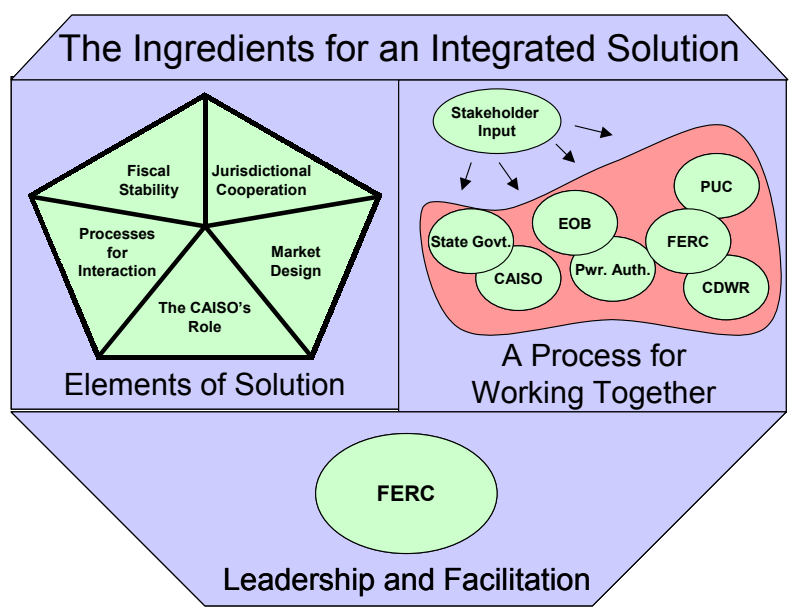 The Ingredients for an Integrated Solution
Fiscal
Stability
Jurisdictional
Cooperation
Processes
for
Interaction
Market
Design
The CAISO's
Role
Elements of Solution
Stakeholder
Input
PUC
EOB
State Govt.
FERC
Pwr. Auth.
CAISO
CDWR
A Process for
Working Together
FERC
Leadership and Facilitation